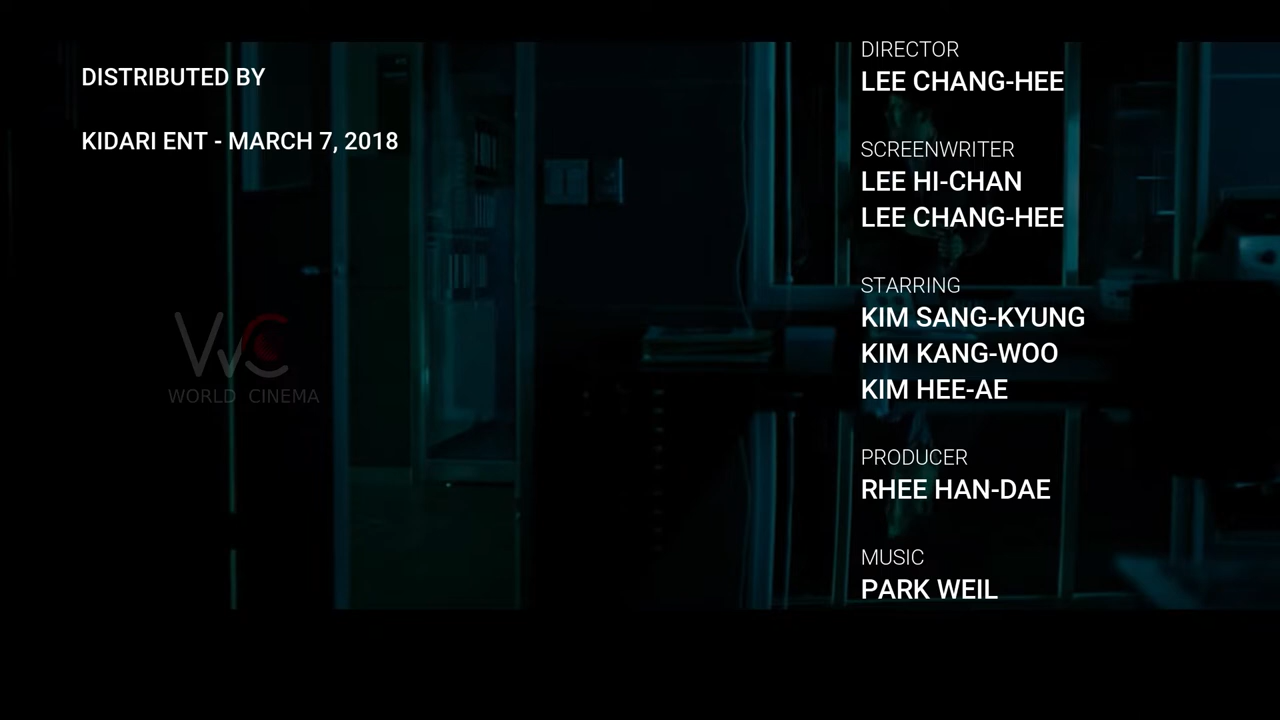 DISTRIBUTED BY
KIDARI ENT - MARCH 7, 2018
WORLD CINEMA
DIRECTOR
LEE CHANG-HEE
SCREENWRITER
LEE HI-CHAN
LEE CHANG-HEE
STARRING
KIM SANG-KYUNG
KIM KANG-WOO
KIM HEE-AE
PRODUCER
RHEE HAN-DAE
MUSIC
PARK WEIL